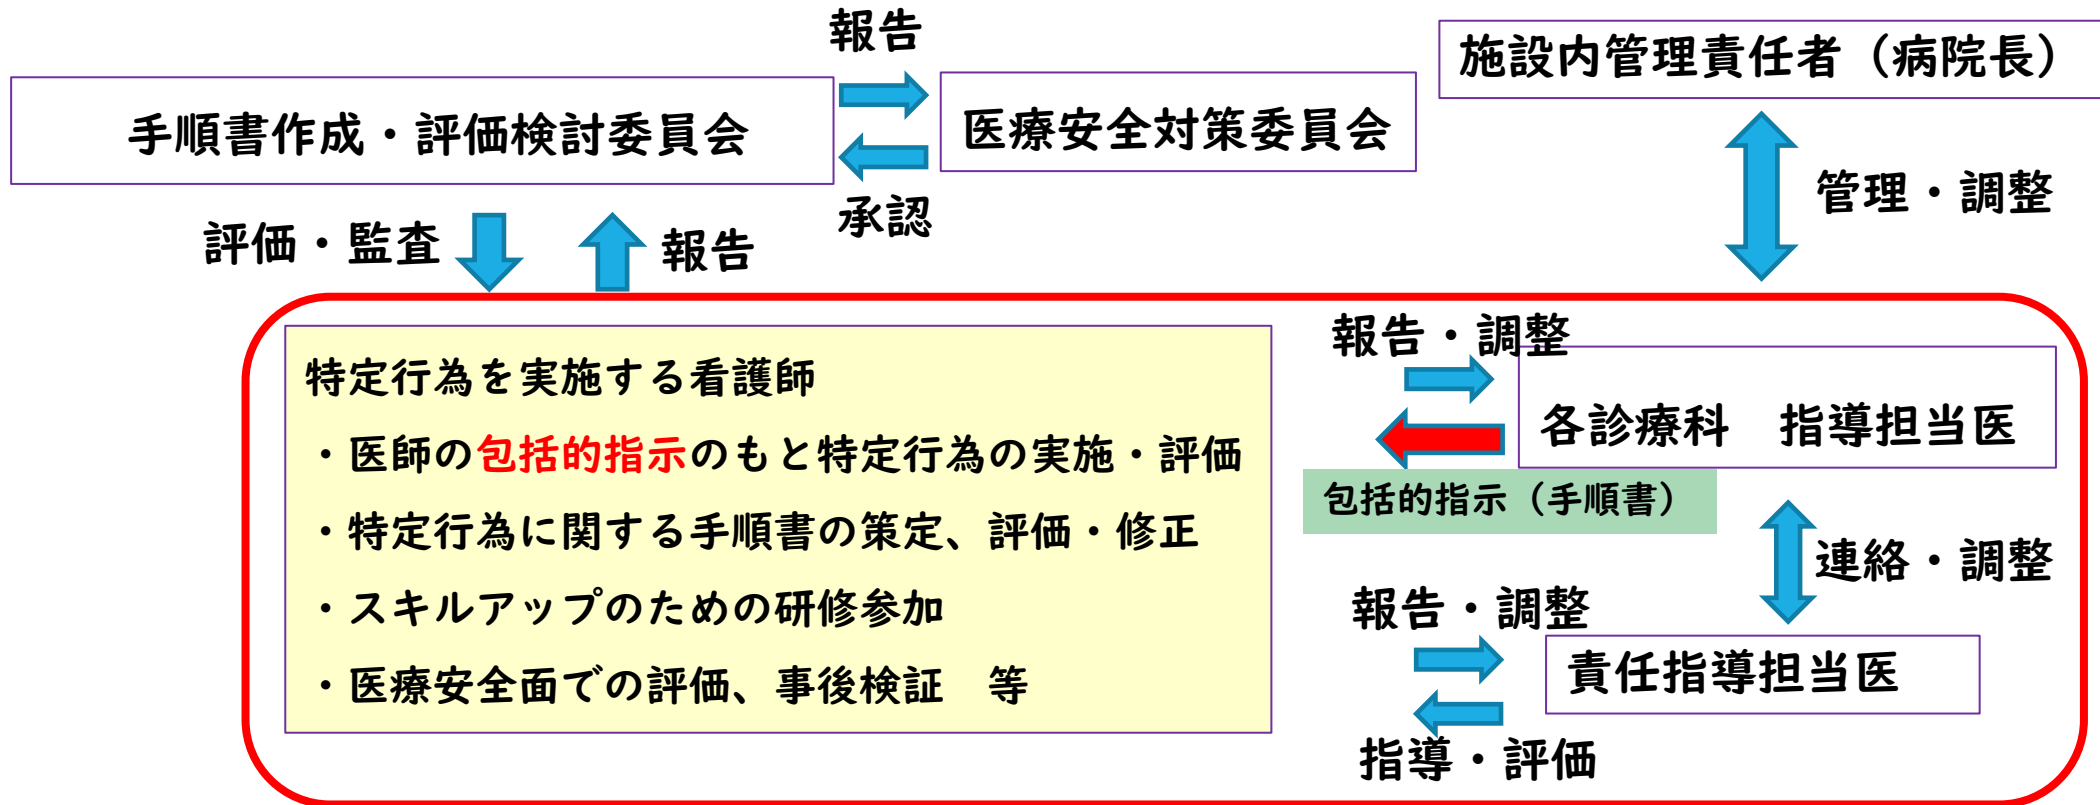 報告
施設内管理責任者（病院長）
手順書作成・評価検討委員会
医療安全対策委員会
承認
管理・調整
評価・監査
報告
特定行為を実施する看護師
・医師の包括的指示のもと特定行為の実施・評価
・特定行為に関する手順書の策定、評価・修正
・スキルアップのための研修参加
・医療安全面での評価、事後検証　等
報告・調整
各診療科　指導担当医
包括的指示（手順書）
連絡・調整
報告・調整
責任指導担当医
指導・評価